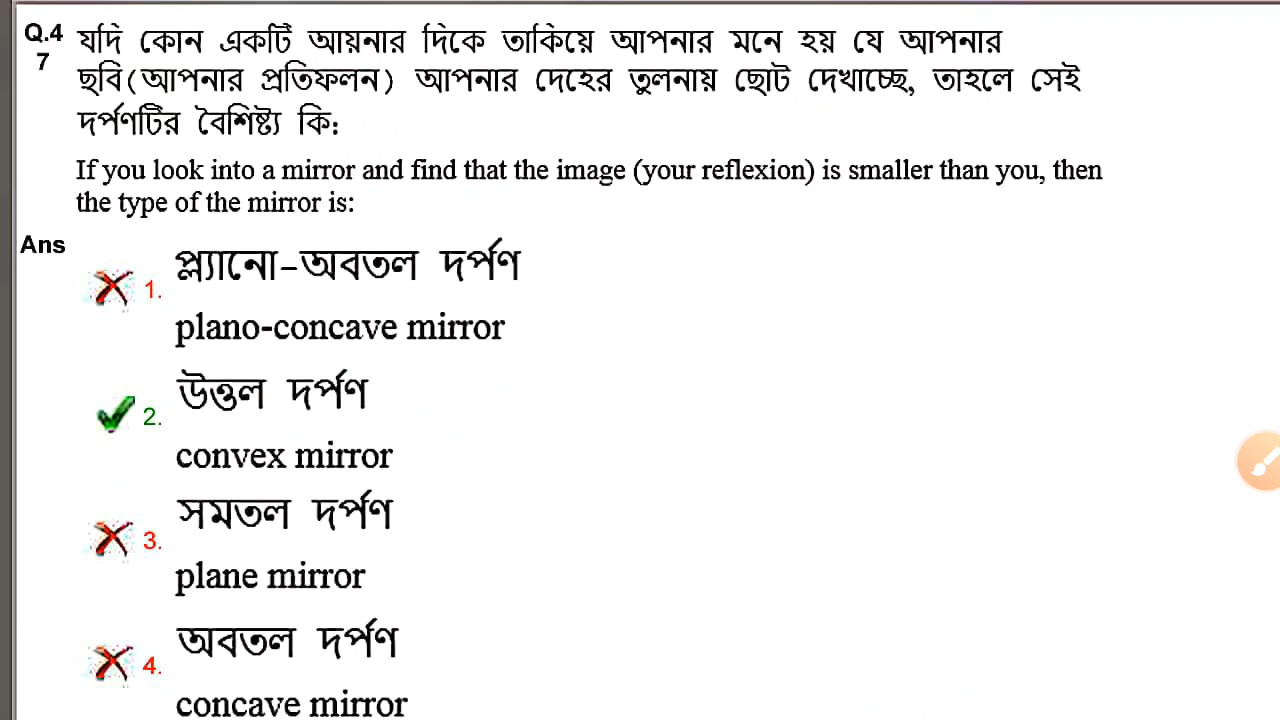 Q.4 যদি কোন একটি আয়নার দিকে তাকিয়ে আপনার মনে হয় যে আপনার
7 ছবি(আপনার প্রতিফলন) আপনার দেহের তুলনায় ছোট দেখাচ্ছে, তাহলে সেই
দর্পণটির বৈশিষ্ট্য কি:
If you look into a mirror and find that the image (your reflexion) is smaller than you, then
the type of the mirror is:
Ans
1. প্ল্যানো-অবতল দর্পণ
plano-concave mirror
2. উত্তল দর্পণ
convex mirror
3. সমতল দর্পণ
plane mirror
4. অবতল দর্পণ
concave mirror